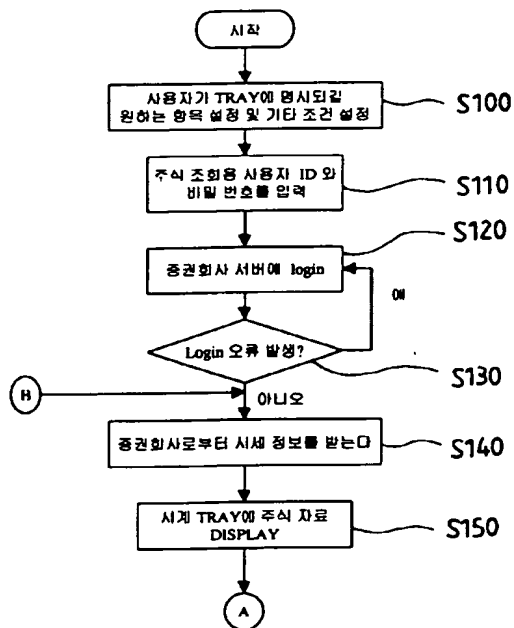 시작
사용자가 TRAY에 명시되길
원하는 항목 설정 및 기타 조건 설정
S100
주식 조회용 사용자 ID 와
비밀 번호를 입력
S110
S120
증권회사 서버에 login
예
Login 오류 발생?
S130
B
아니오
증권회사로부터 시세 정보를 받는다
S140
시계 TRAY에 주식 자료
DISPLAY
S150
A